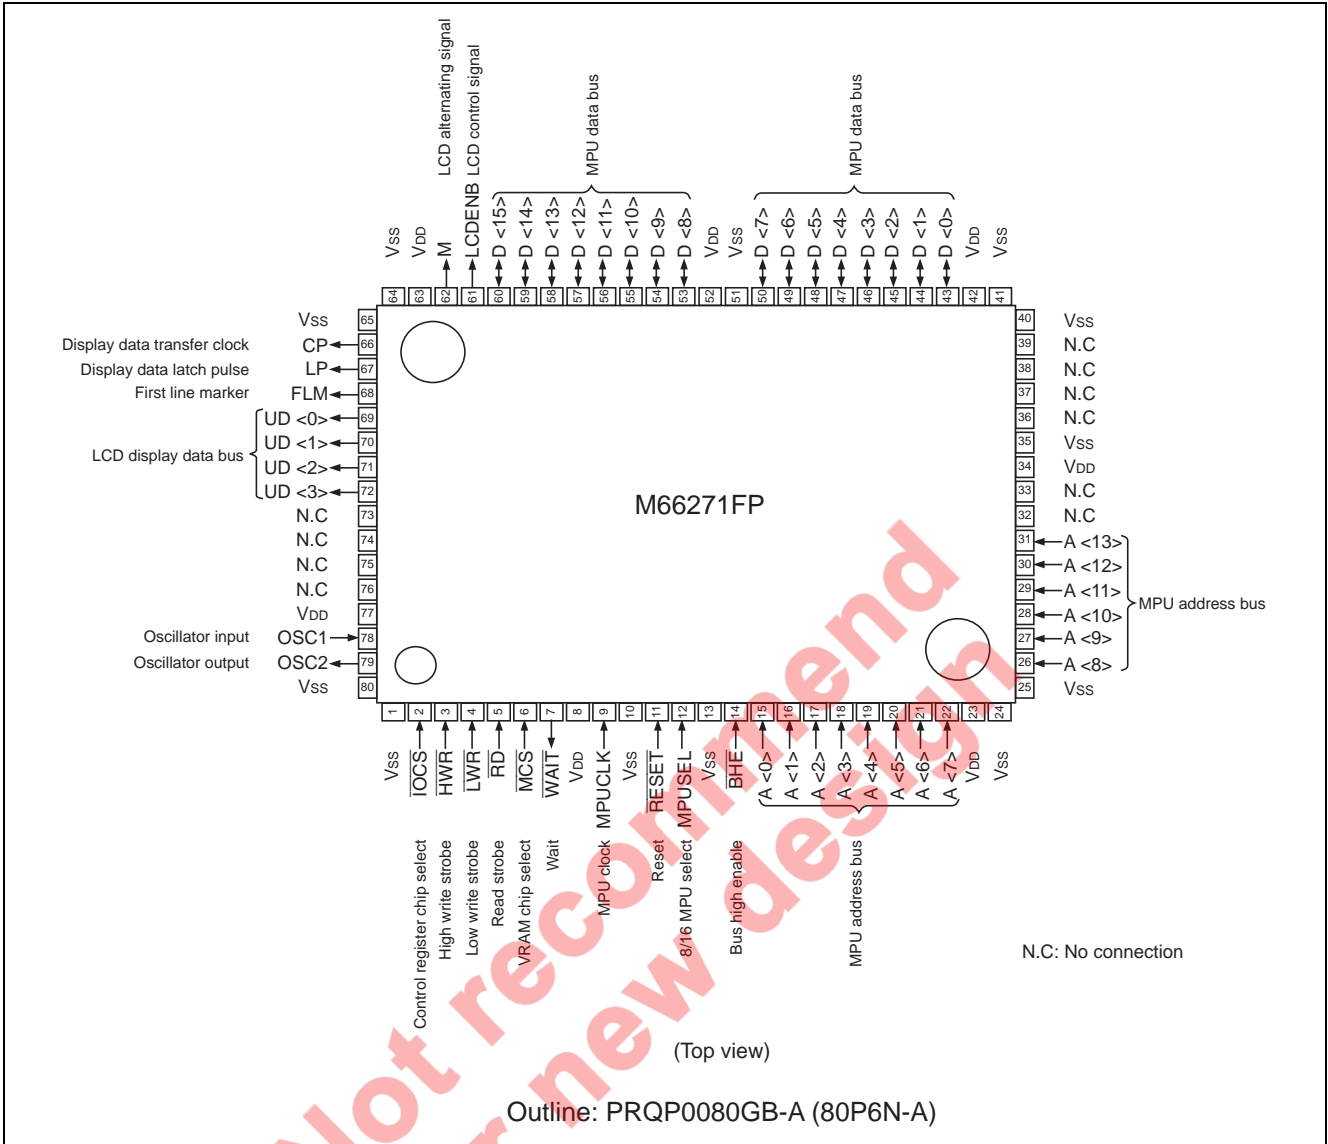 LCD alternating signal
LCD control signal
MPU data bus
MPU data bus
VSS
VDD
M
LCDENB
D <15>
D <14>
D <13>
D <12>
D <11>
D <10>
D <9>
D <8>
VDD
VSS
D <7>
D <6>
D <5>
D <4>
D <3>
D <2>
D <1>
D <0>
VDD
VSS
64 63 62 61 60 59 58 57 56 55 54 53 52 51 50 49 48 47 46 45 44 43 42 41
VSS 65
Display data transfer clock CP 66
Display data latch pulse LP 67
First line marker FLM 68
LCD display data bus
UD <0> 69
UD <1> 70
UD <2> 71
UD <3> 72
N.C 73
N.C 74
N.C 75
N.C 76
VDD 77
Oscillator input OSC1 78
Oscillator output OSC2 79
VSS 80
M66271FP
40 VSS
39 N.C
38 N.C
37 N.C
36 N.C
35 VSS
34 VDD
33 N.C
32 N.C
31 A <13>
30 A <12>
29 A <11>
28 A <10>
27 A <9>
26 A <8>
MPU address bus
25 VSS
1 2 3 4 5 6 7 8 9 10 11 12 13 14 15 16 17 18 19 20 21 22 23 24
VSS
IOCS
HWR
LWR
RD
MCS
WAIT
VDD
MPUCLK
VSS
RESET
MPUSEL
VSS
BHE
A <0>
A <1>
A <2>
A <3>
A <4>
A <5>
A <6>
A <7>
VDD
VSS
Control register chip select
High write strobe
Low write strobe
Read strobe
VRAM chip select
Wait
MPU clock
Reset
8/16 MPU select
Bus high enable
MPU address bus
N.C: No connection
(Top view)
Outline: PRQP0080GB-A (80P6N-A)
Not recommend
r new design